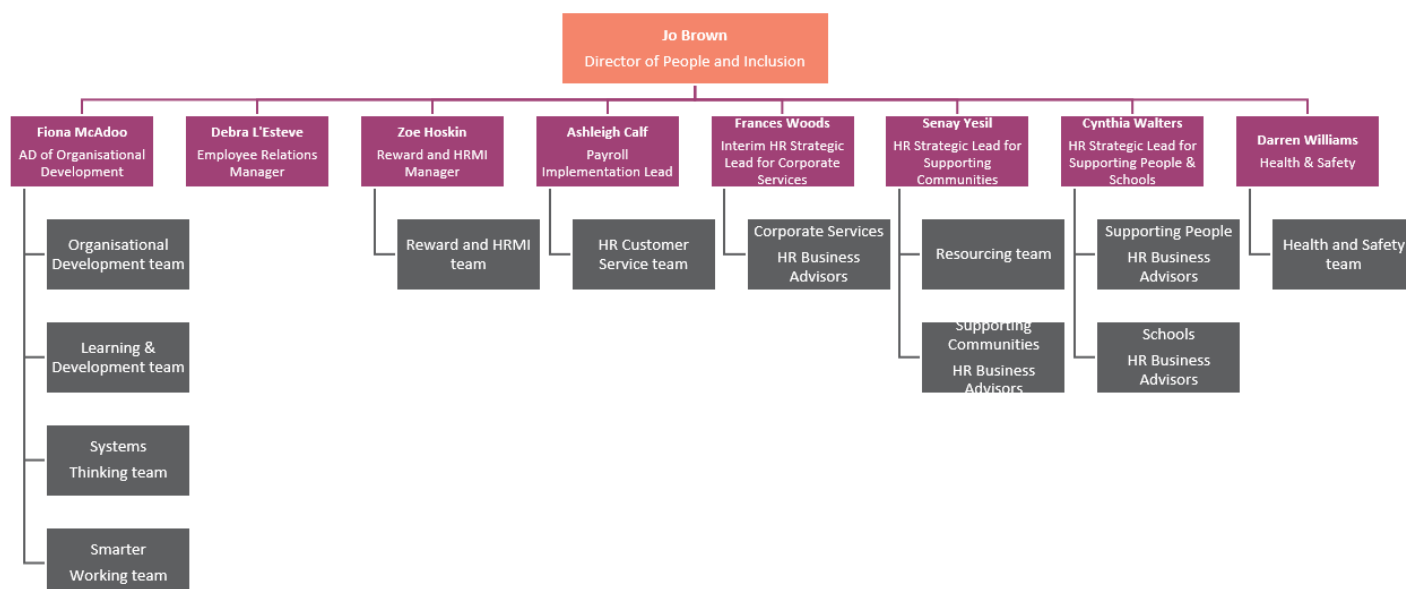 Jo Brown
Director of People and Inclusion
Fiona McAdoo
AD of Organisational
Development
Debra L'Esteve
Employee Relations
Manager
Zoe Hoskin
Reward and HRMI
Manager
Ashleigh Calf
Payroll
Implementation Lead
Frances Woods
Interim HR Strategic
Lead for Corporate
Services
Senay Yesil
HR Strategic Lead for
Supporting
Communities
Cynthia Walters
HR Strategic Lead for
Supporting People &
Schools
Darren Williams
Health & Safety
Organisational
Development team
Learning &
Development team
Systems
Thinking team
Smarter
Working team
Reward and HRMI
team
HR Customer
Service team
Corporate Services
HR Business
Advisors
Resourcing team
Supporting
Communities
HR Business
Advisors
Supporting People
HR Business
Advisors
Schools
HR Business
Advisors
Health and Safety
team